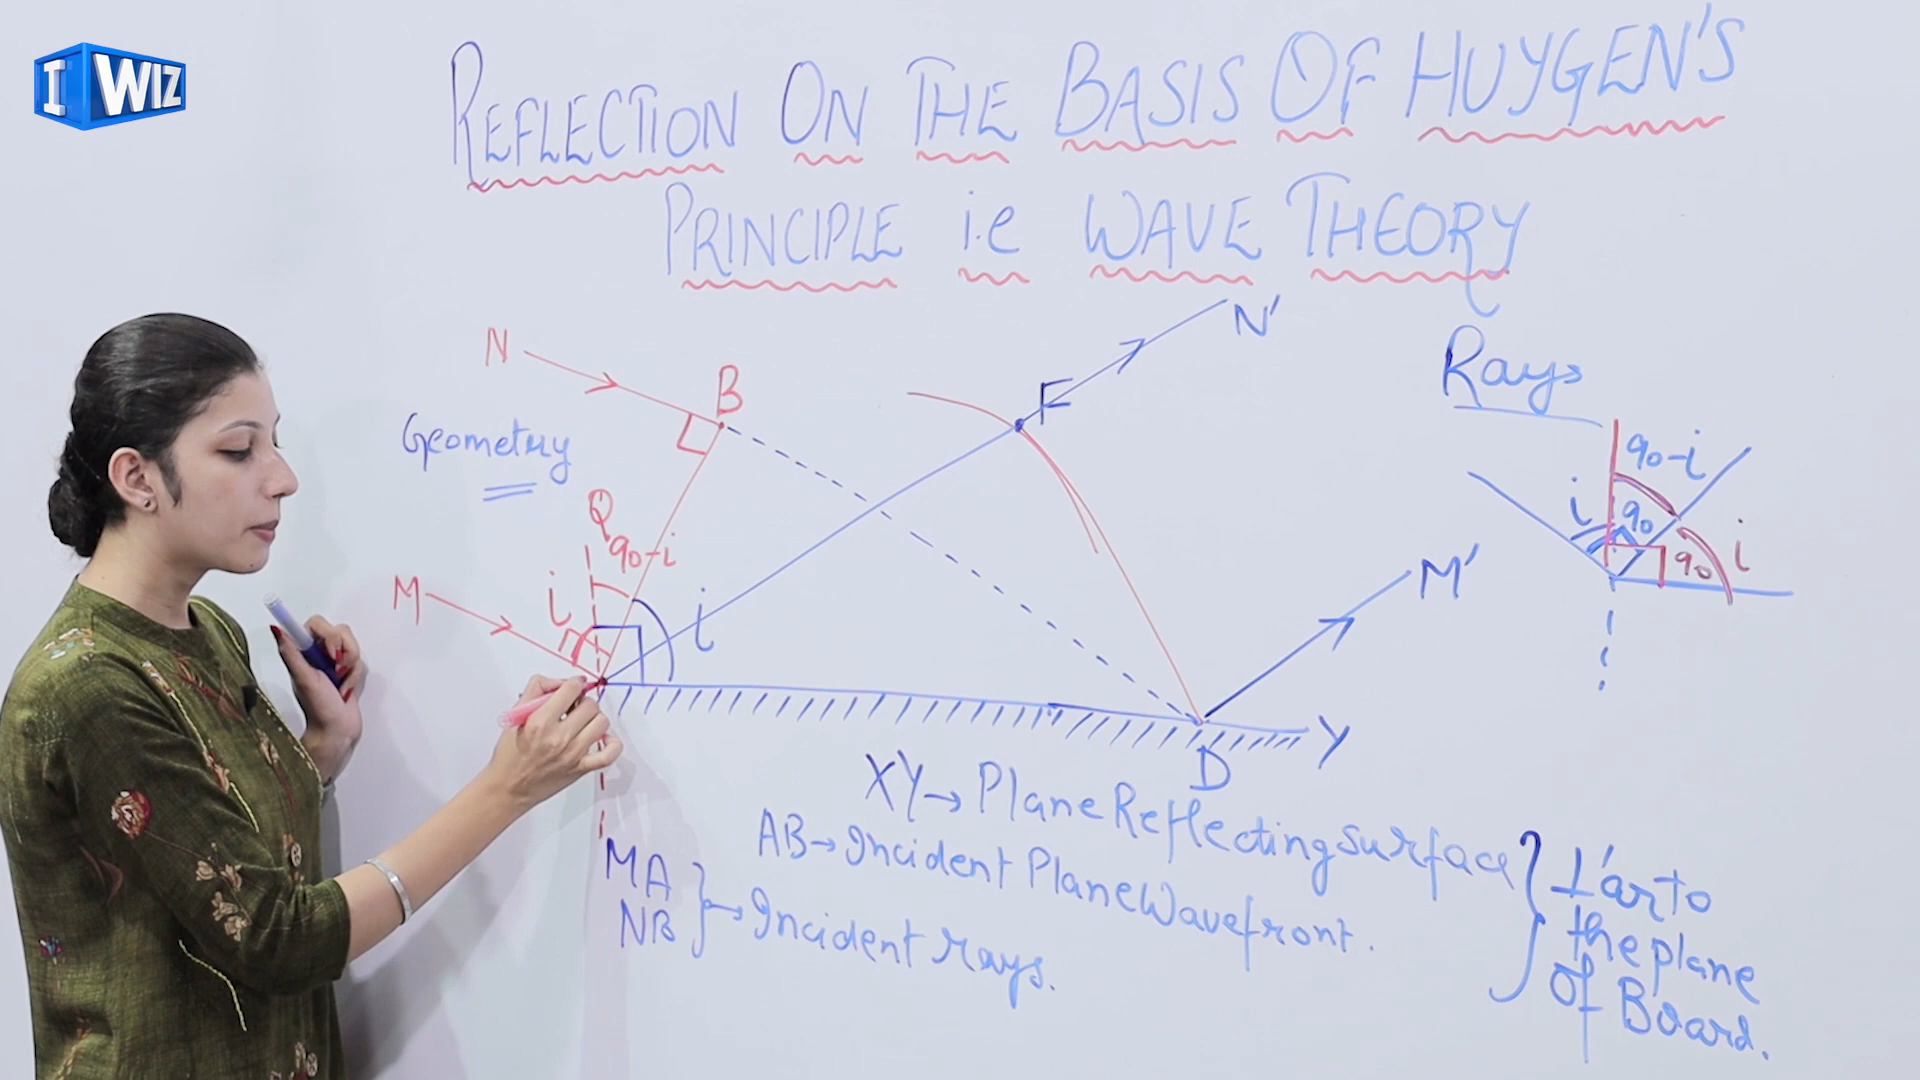 I WIZ
REFLECTION ON THE BASIS OF HUYGEN'S
PRINCIPLE i.e WAVE THEORY
N
B
F
N'
Rays
Geometry
90-i
i
90
90
i
Q
90-i
M
i
i
M'
Y
D
XY→ Plane Reflecting surface
AB→ Incident Plane Wavefront.
MA
NB
} → Incident rays.
} ⊥'ar to
the plane
of Board.